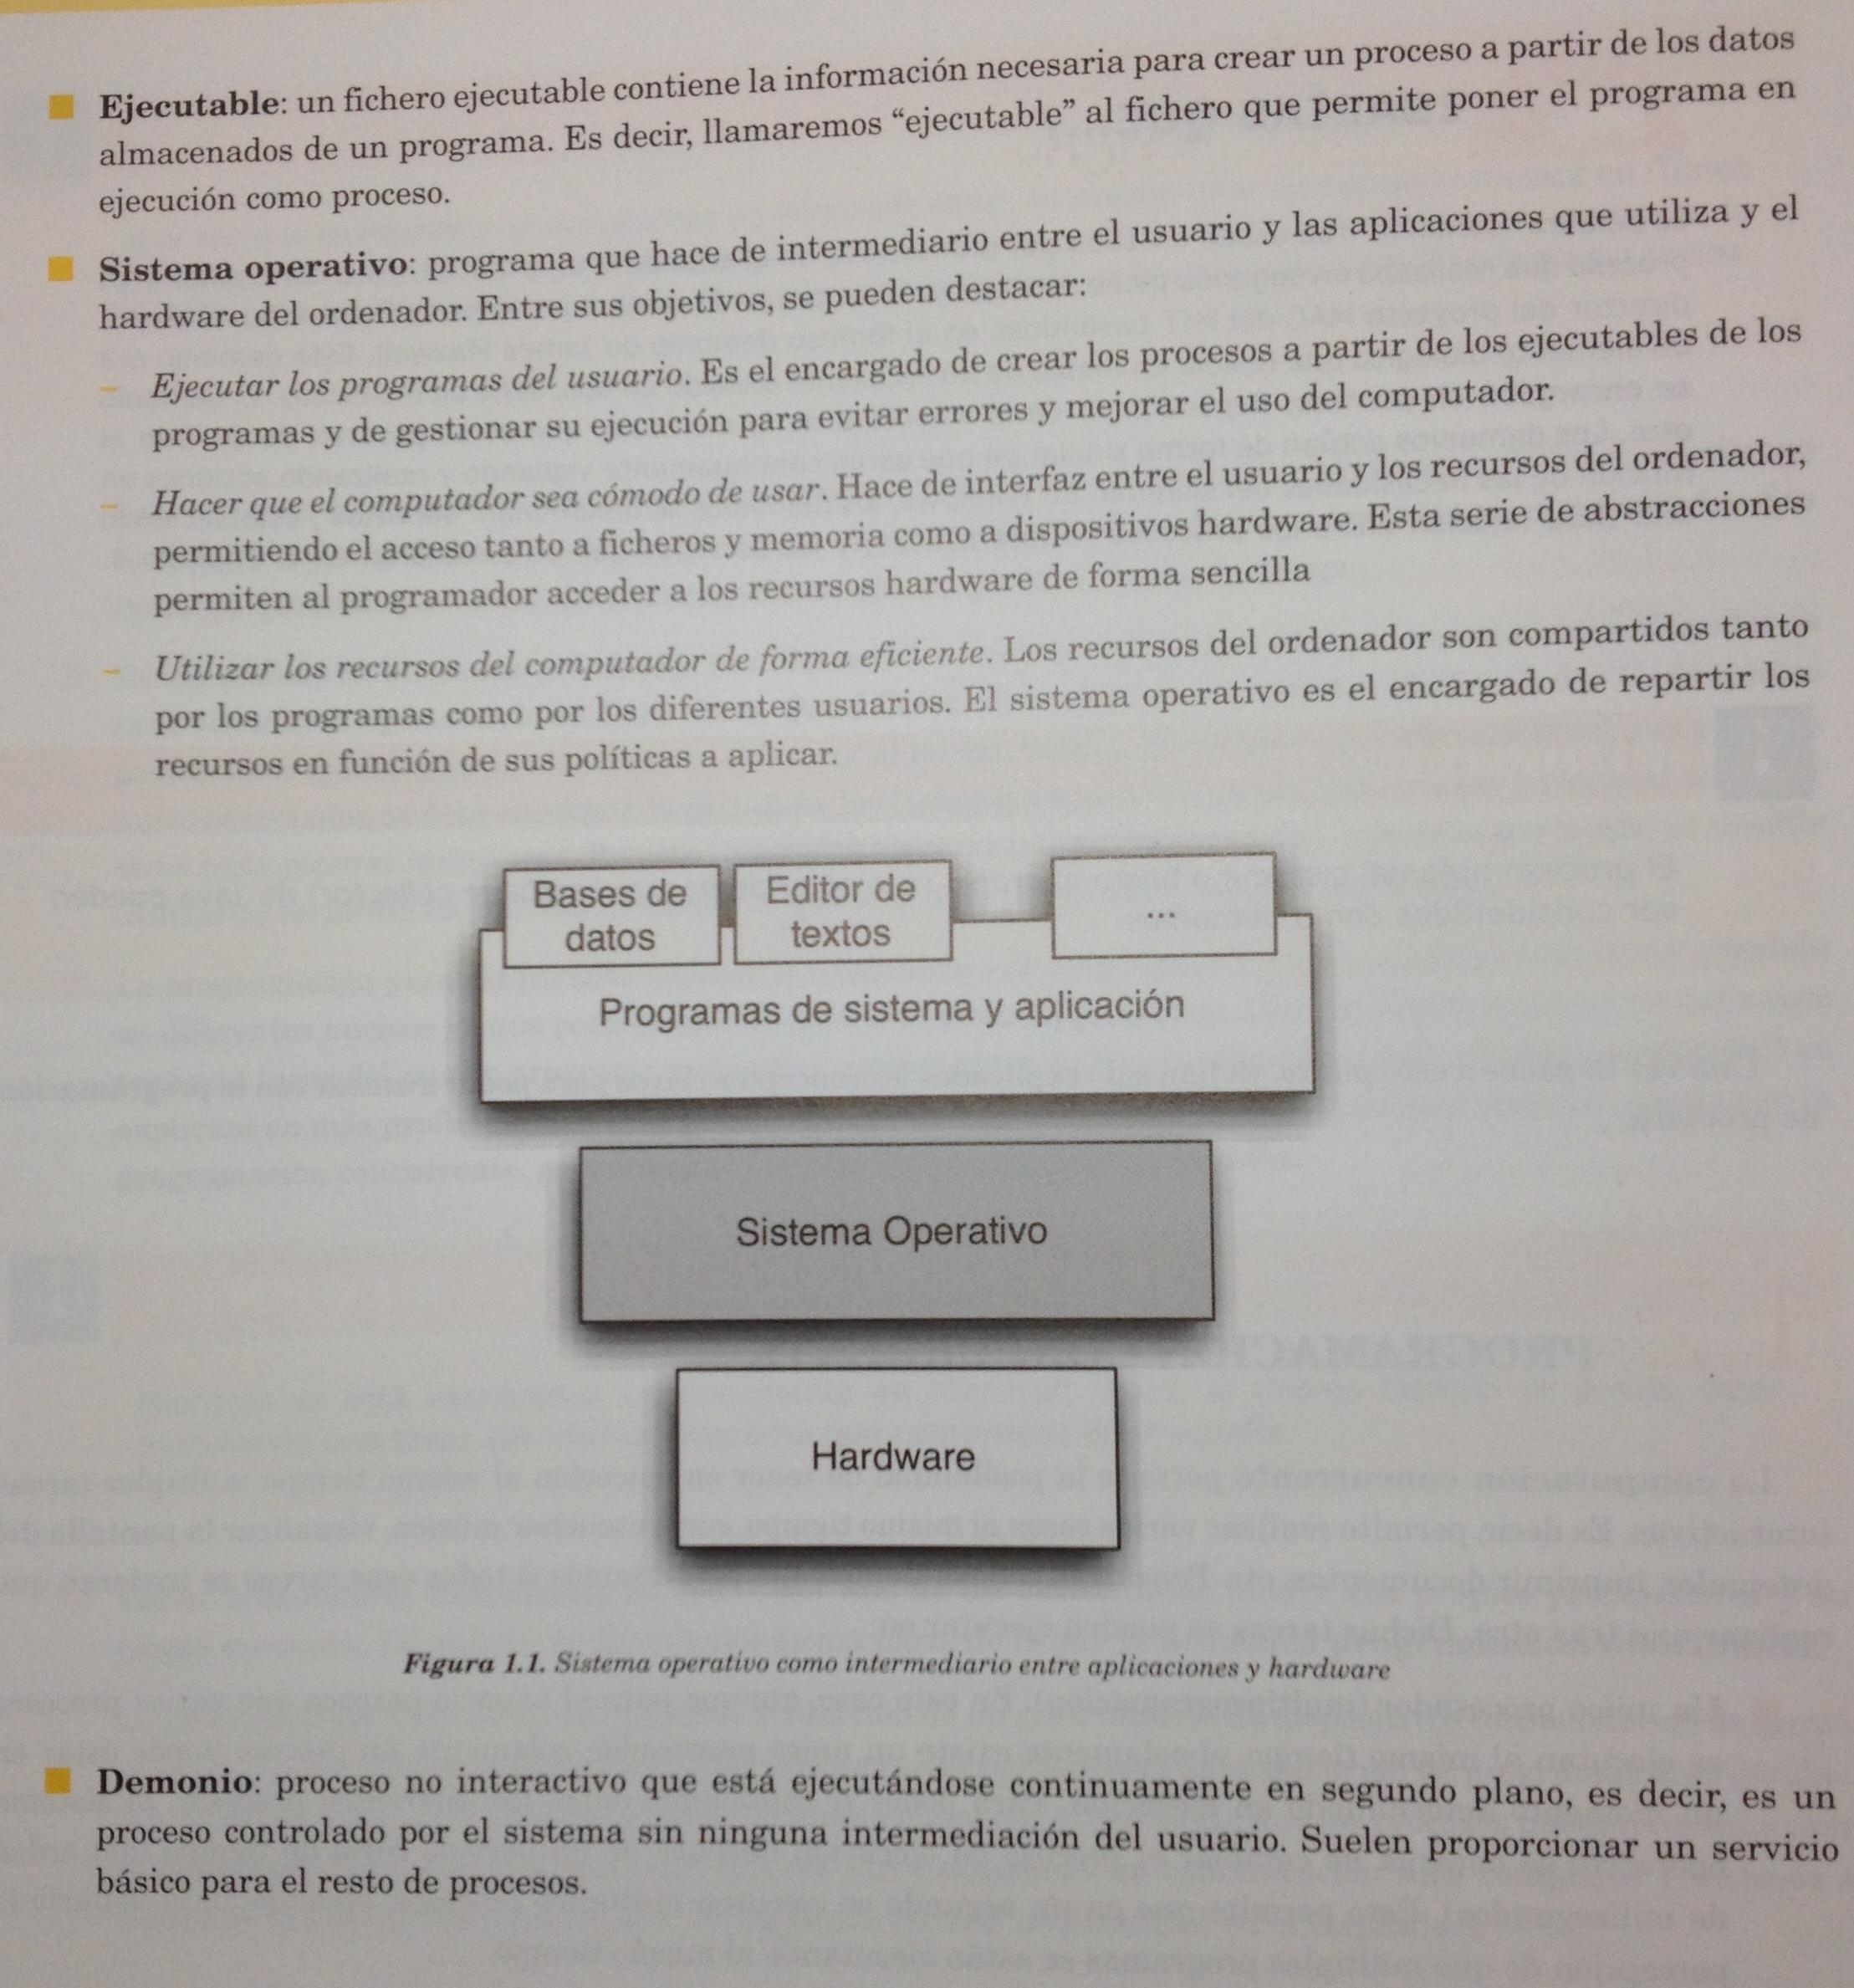 Ejecutable: un fichero ejecutable contiene la información necesaria para crear un proceso a partir de los datos
almacenados de un programa. Es decir, llamaremos “ejecutable” al fichero que permite poner el programa en
ejecución como proceso.
Sistema operativo: programa que hace de intermediario entre el usuario y las aplicaciones que utiliza y el
hardware del ordenador. Entre sus objetivos, se pueden destacar:
– Ejecutar los programas del usuario. Es el encargado de crear los procesos a partir de los ejecutables de los
programas y de gestionar su ejecución para evitar errores y mejorar el uso del computador.
– Hacer que el computador sea cómodo de usar. Hace de interfaz entre el usuario y los recursos del ordenador,
permitiendo el acceso tanto a ficheros y memoria como a dispositivos hardware. Esta serie de abstracciones
permiten al programador acceder a los recursos hardware de forma sencilla
– Utilizar los recursos del computador de forma eficiente. Los recursos del ordenador son compartidos tanto
por los programas como por los diferentes usuarios. El sistema operativo es el encargado de repartir los
recursos en función de sus políticas a aplicar.
Bases de
datos
Editor de
textos
...
Programas de sistema y aplicación
Sistema Operativo
Hardware
Figura 1.1. Sistema operativo como intermediario entre aplicaciones y hardware
Demonio: proceso no interactivo que está ejecutándose continuamente en segundo plano, es decir, es un
proceso controlado por el sistema sin ninguna intermediación del usuario. Suelen proporcionar un servicio
básico para el resto de procesos.